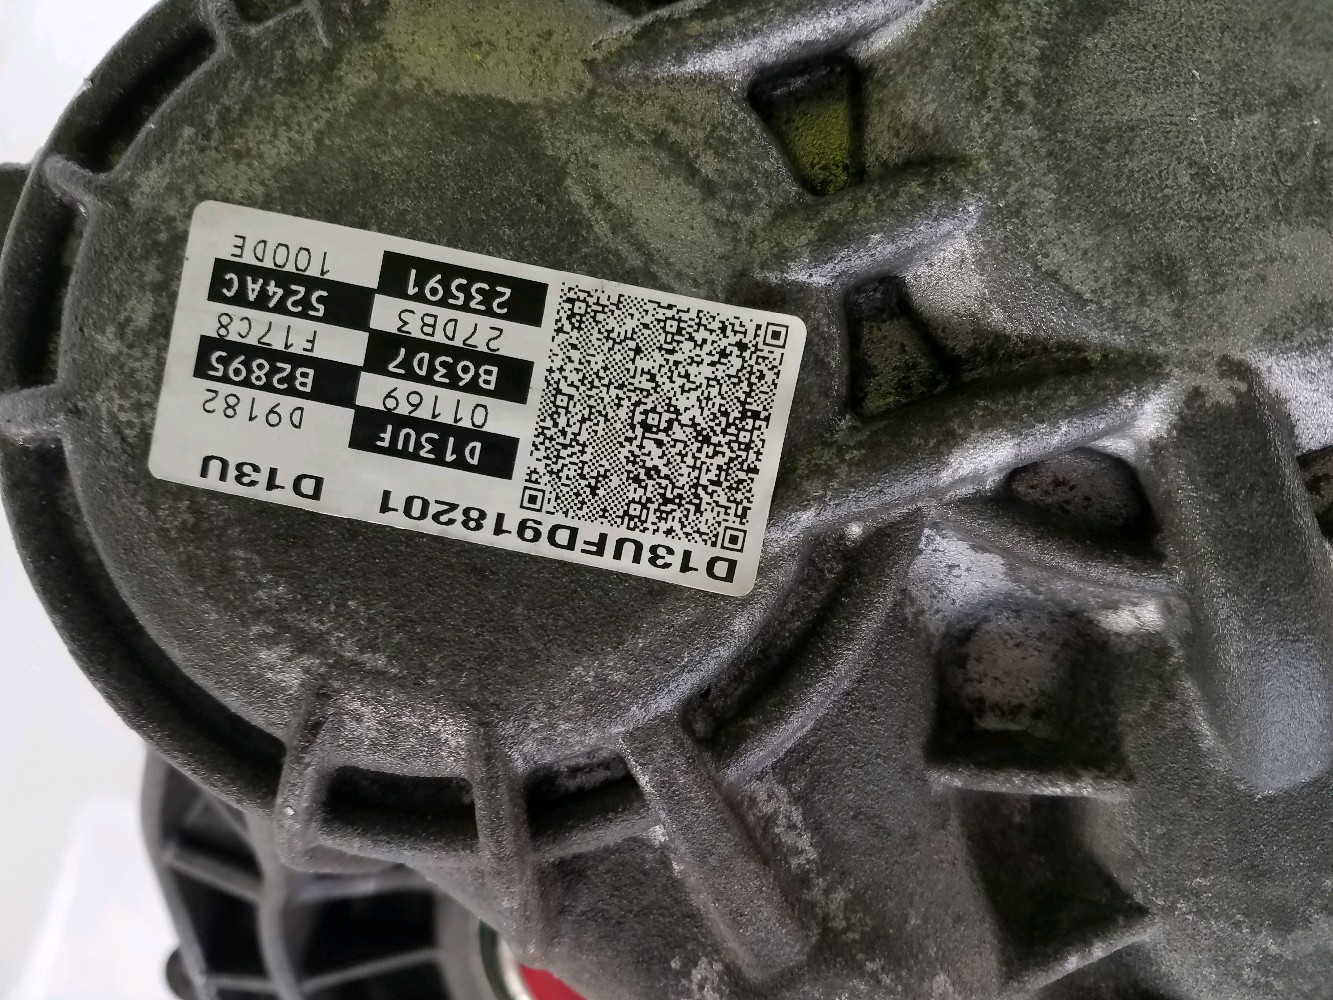 D13UFD918201 D13U
D13UF D9182
01169 B2895
B63D7 F17C8
27DB3 524AC
23591 100DE